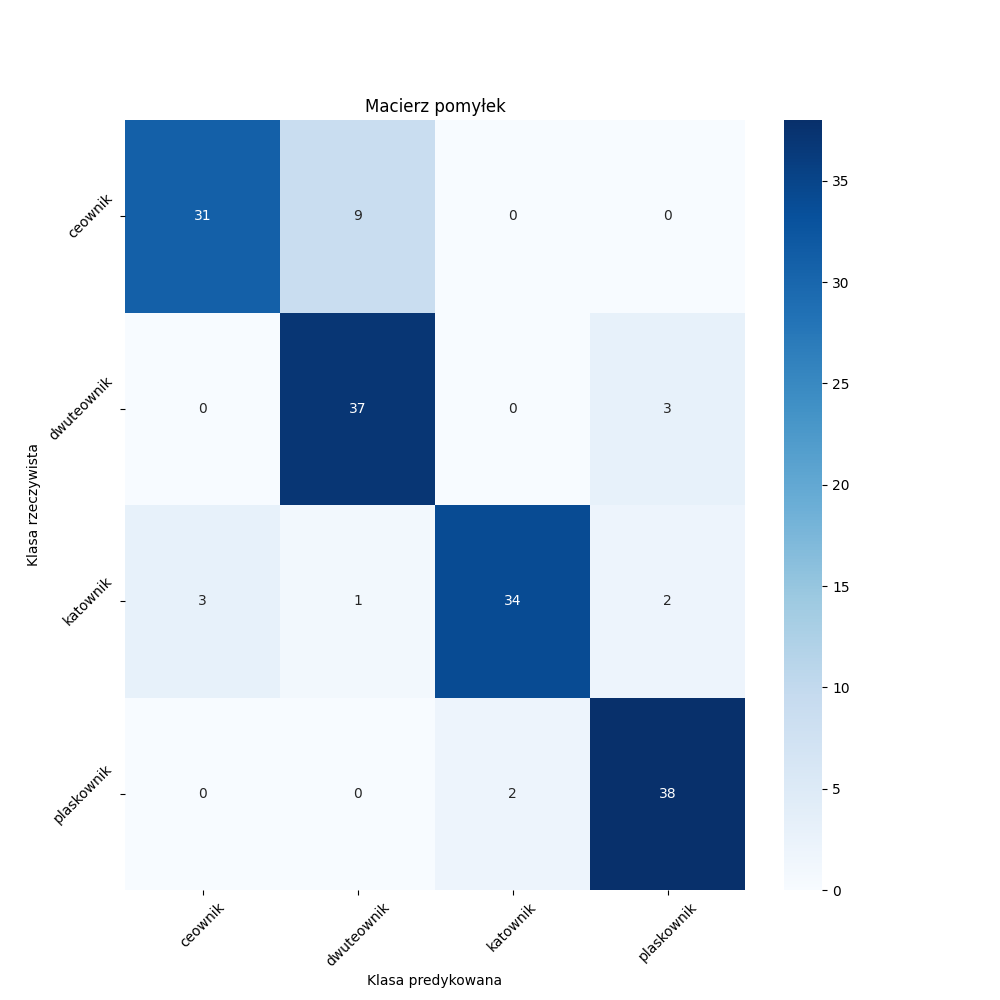 Macierz pomyłek
ceownik 31 9 0 0
dwuteownik 0 37 0 3
katownik 3 1 34 2
plaskownik 0 0 2 38
ceownik dwuteownik katownik plaskownik
Klasa rzeczywista
Klasa predykowana
35
30
25
20
15
10
5
0